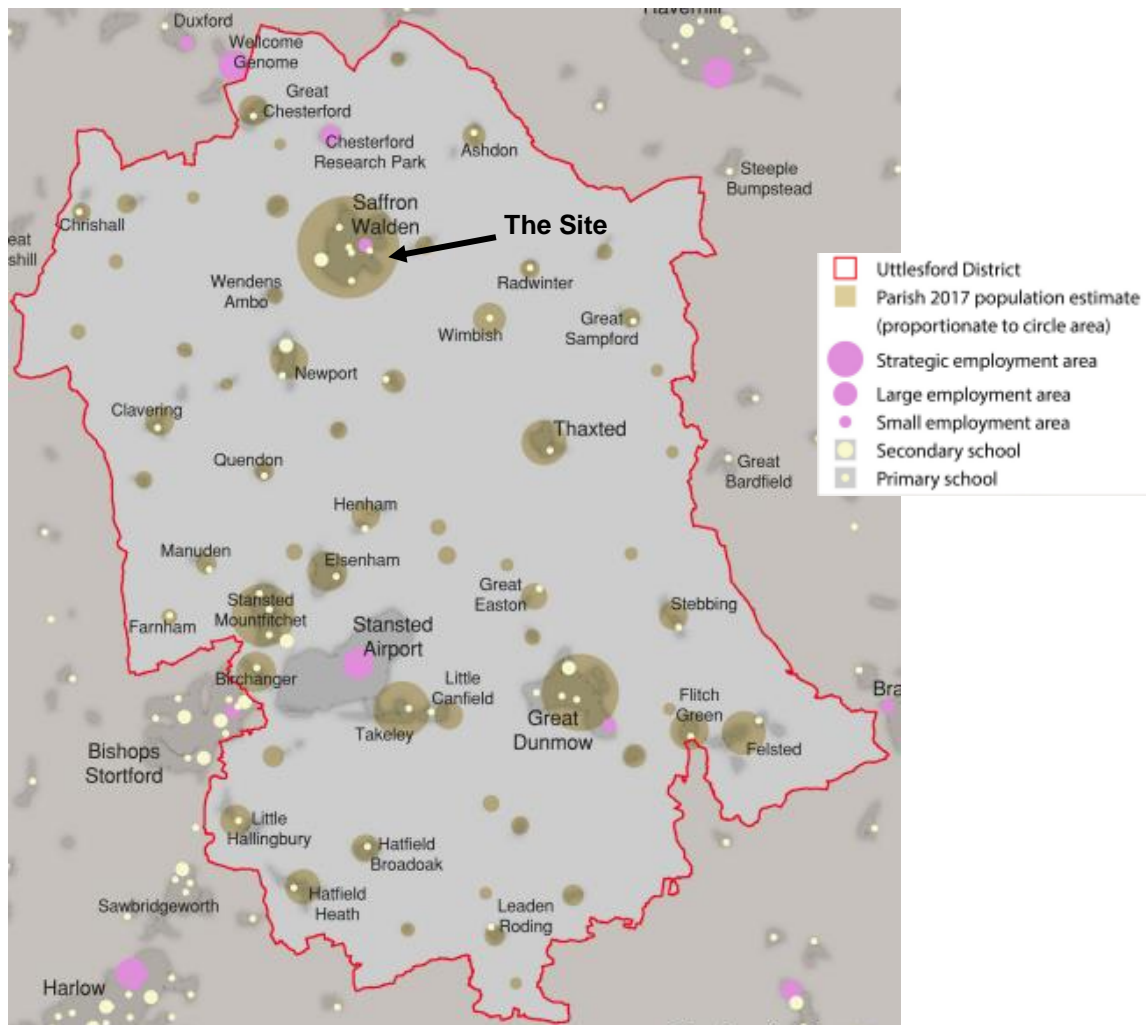 Duxford
Haverhill
Wellcome
Genome
Great
Chesterford
Chesterford
Research Park
Ashdon
Steeple
Bumpstead
Chrishall
Saffron
Walden
The Site
eat
shill
Wendens
Ambo
Radwinter
Wimbish
Great
Sampford
Newport
Clavering
Thaxted
Quendon
Great
Bardfield
Henham
Manuden
Elsenham
Great
Easton
Stebbing
Stansted
Mountfitchet
Farnham
Stansted
Airport
Birchanger
Little
Canfield
Takeley
Great
Dunmow
Flitch
Green
Felsted
Bra
Bishops
Stortford
Little
Hallingbury
Hatfield
Broadoak
Hatfield
Heath
Sawbridgeworth
Leaden
Roding
Harlow
Uttlesford District
Parish 2017 population estimate
(proportionate to circle area)
Strategic employment area
Large employment area
Small employment area
Secondary school
Primary school